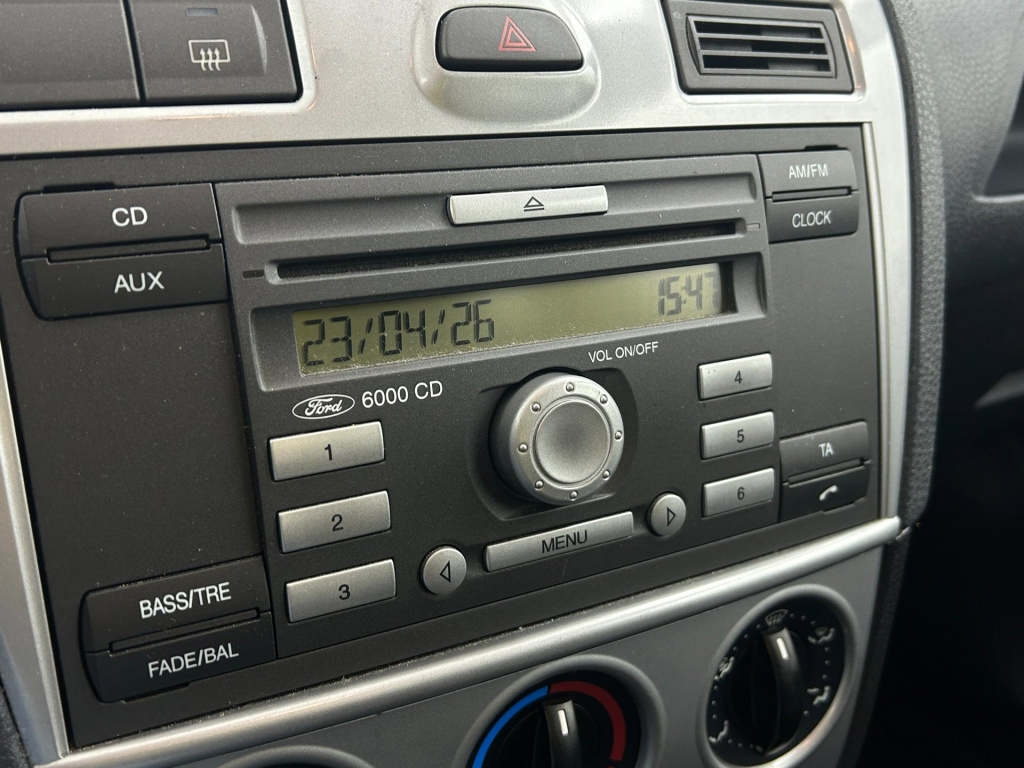 CD
AUX
AM/FM
CLOCK
23/04/26 15:47
VOL ON/OFF
Ford 6000 CD
1
2
3
4
5
6
TA
MENU
BASS/TRE
FADE/BAL